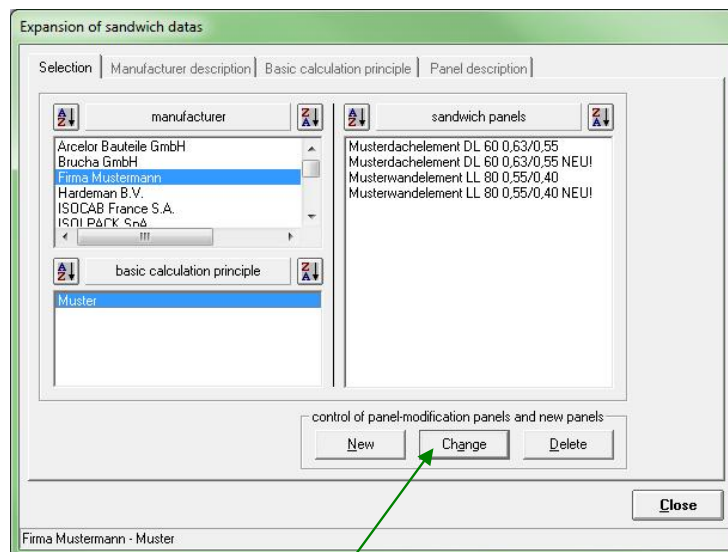 Expansion of sandwich datas
Selection
Manufacturer description
Basic calculation principle
Panel description
A Z
manufacturer
Z A
Arcelor Bauteile GmbH
Brucha GmbH
Firma Mustermann
Hardeman B.V.
ISOCAB France S.A.
ISOLPACK SpA
A Z
basic calculation principle
Z A
Muster
A Z
sandwich panels
Z A
Musterdachelement DL 60 0,63/0,55
Musterdachelement DL 60 0,63/0,55 NEU!
Musterwandelement LL 80 0,55/0,40
Musterwandelement LL 80 0,55/0,40 NEU!
control of panel-modification panels and new panels
New
Change
Delete
Close
Firma Mustermann - Muster